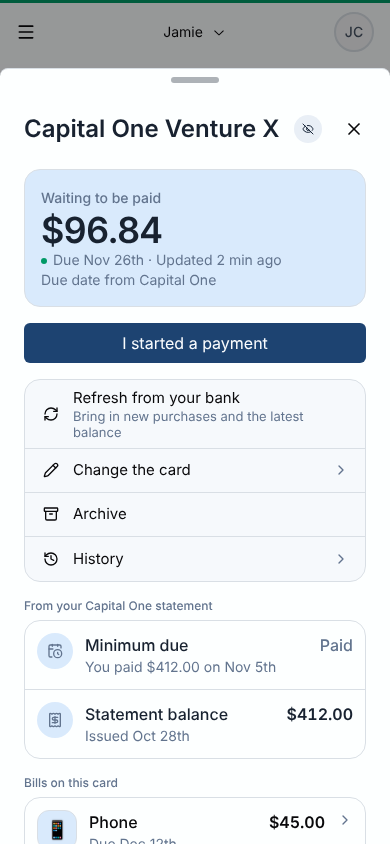 Jamie
JC
Capital One Venture X
Waiting to be paid
$96.84
Due Nov 26th · Updated 2 min ago
Due date from Capital One
I started a payment
Refresh from your bank
Bring in new purchases and the latest
balance
Change the card
Archive
History
From your Capital One statement
Minimum due
Paid
You paid $412.00 on Nov 5th
Statement balance
$412.00
Issued Oct 28th
Bills on this card
Phone
$45.00
Due Dec 12th